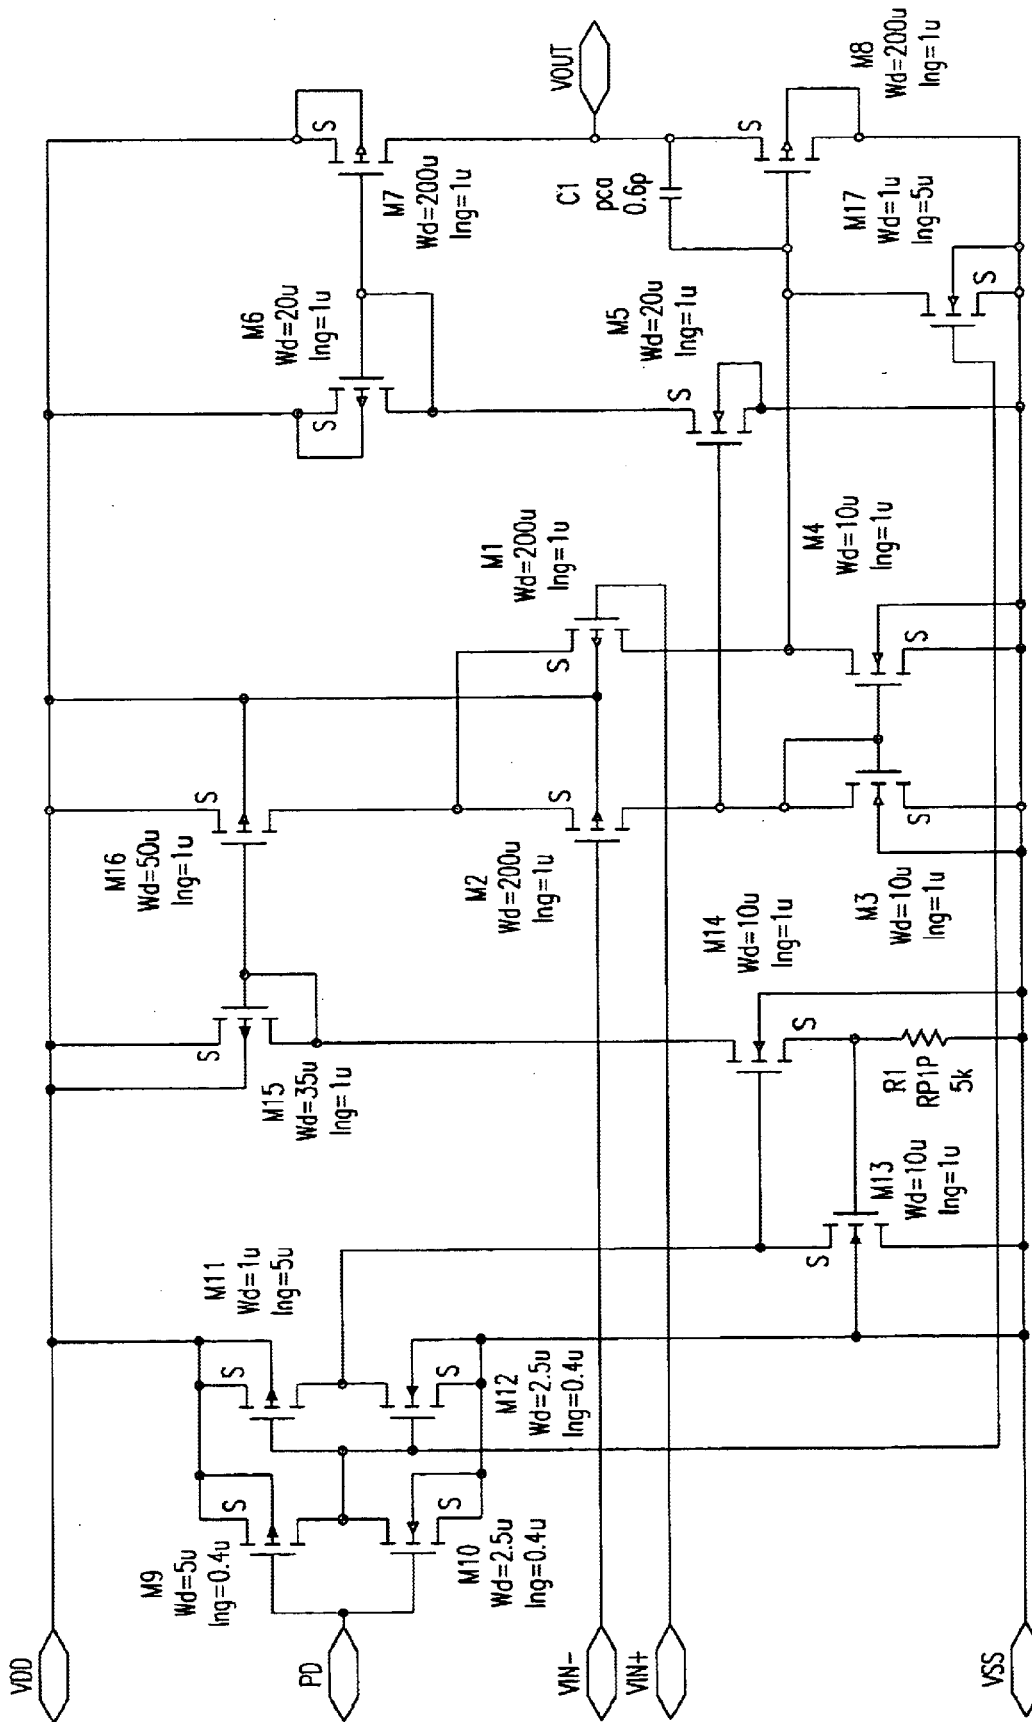 VDD
PD
VIN-
VIN+
VSS
M9
Wd=5u
lng=0.4u
S
M10
Wd=2.5u
lng=0.4u
S
M11
Wd=1u
lng=5u
S
M12
Wd=2.5u
lng=0.4u
S
M13
Wd=10u
lng=1u
S
R1
RP1P
5k
M15
Wd=35u
lng=1u
S
M14
Wd=10u
lng=1u
S
M16
Wd=50u
lng=1u
S
M2
Wd=200u
lng=1u
S
M3
Wd=10u
lng=1u
S
M1
Wd=200u
lng=1u
S
M4
Wd=10u
lng=1u
S
M6
Wd=20u
lng=1u
S
M5
Wd=20u
lng=1u
S
M7
Wd=200u
lng=1u
S
C1
pca
0.6p
M17
Wd=1u
lng=5u
S
VOUT
M8
Wd=200u
lng=1u
S